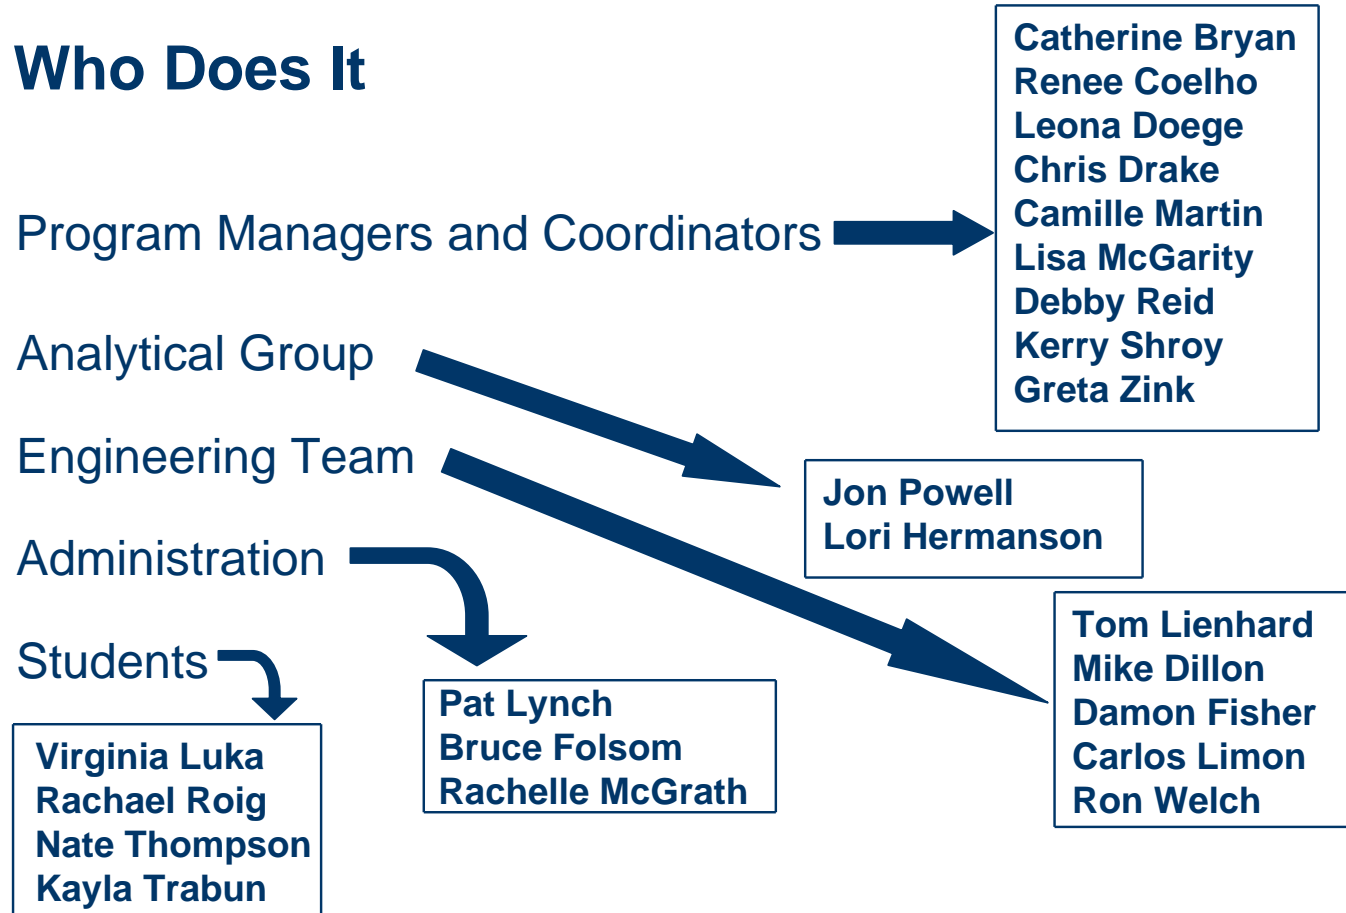 Who Does It
Program Managers and Coordinators
Catherine Bryan
Renee Coelho
Leona Doege
Chris Drake
Camille Martin
Lisa McGarity
Debby Reid
Kerry Shroy
Greta Zink
Analytical Group
Jon Powell
Lori Hermanson
Engineering Team
Tom Lienhard
Mike Dillon
Damon Fisher
Carlos Limon
Ron Welch
Administration
Pat Lynch
Bruce Folsom
Rachelle McGrath
Students
Virginia Luka
Rachael Roig
Nate Thompson
Kayla Trabun